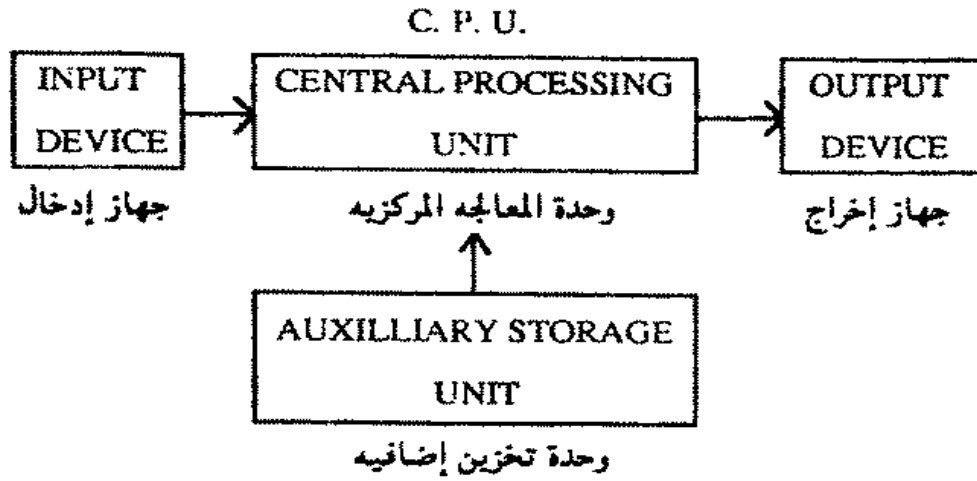 C. P. U.
INPUT
DEVICE
CENTRAL PROCESSING
UNIT
OUTPUT
DEVICE
جهاز إدخال
وحدة المعالجه المركزيه
جهاز إخراج
AUXILLIARY STORAGE
UNIT
وحدة تخزين إضافيه